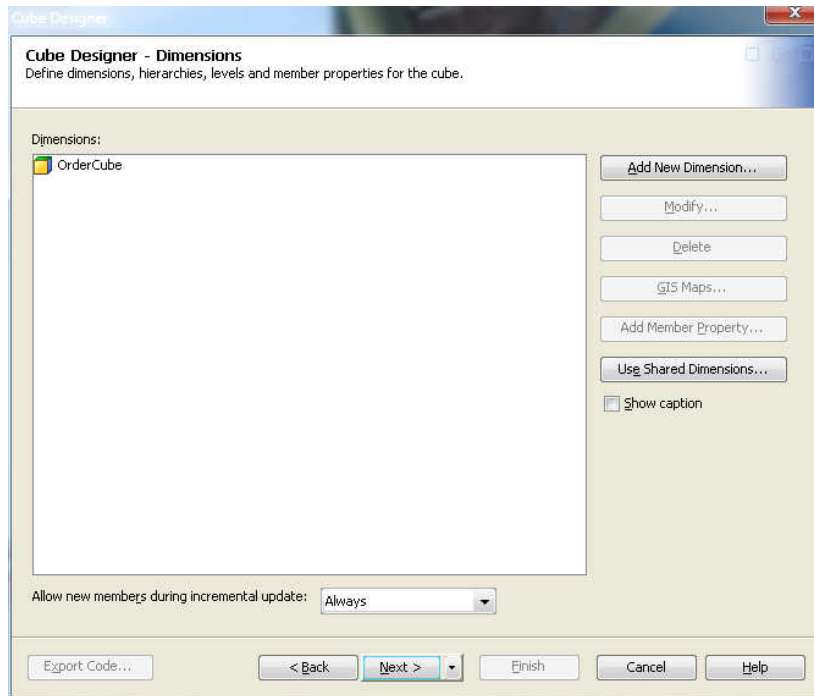 Cube Designer
Cube Designer - Dimensions
Define dimensions, hierarchies, levels and member properties for the cube.
Dimensions:
OrderCube
Add New Dimension...
Modify...
Delete
GIS Maps...
Add Member Property...
Use Shared Dimensions...
Show caption
Allow new members during incremental update: Always
Export Code... < Back Next > Finish Cancel Help